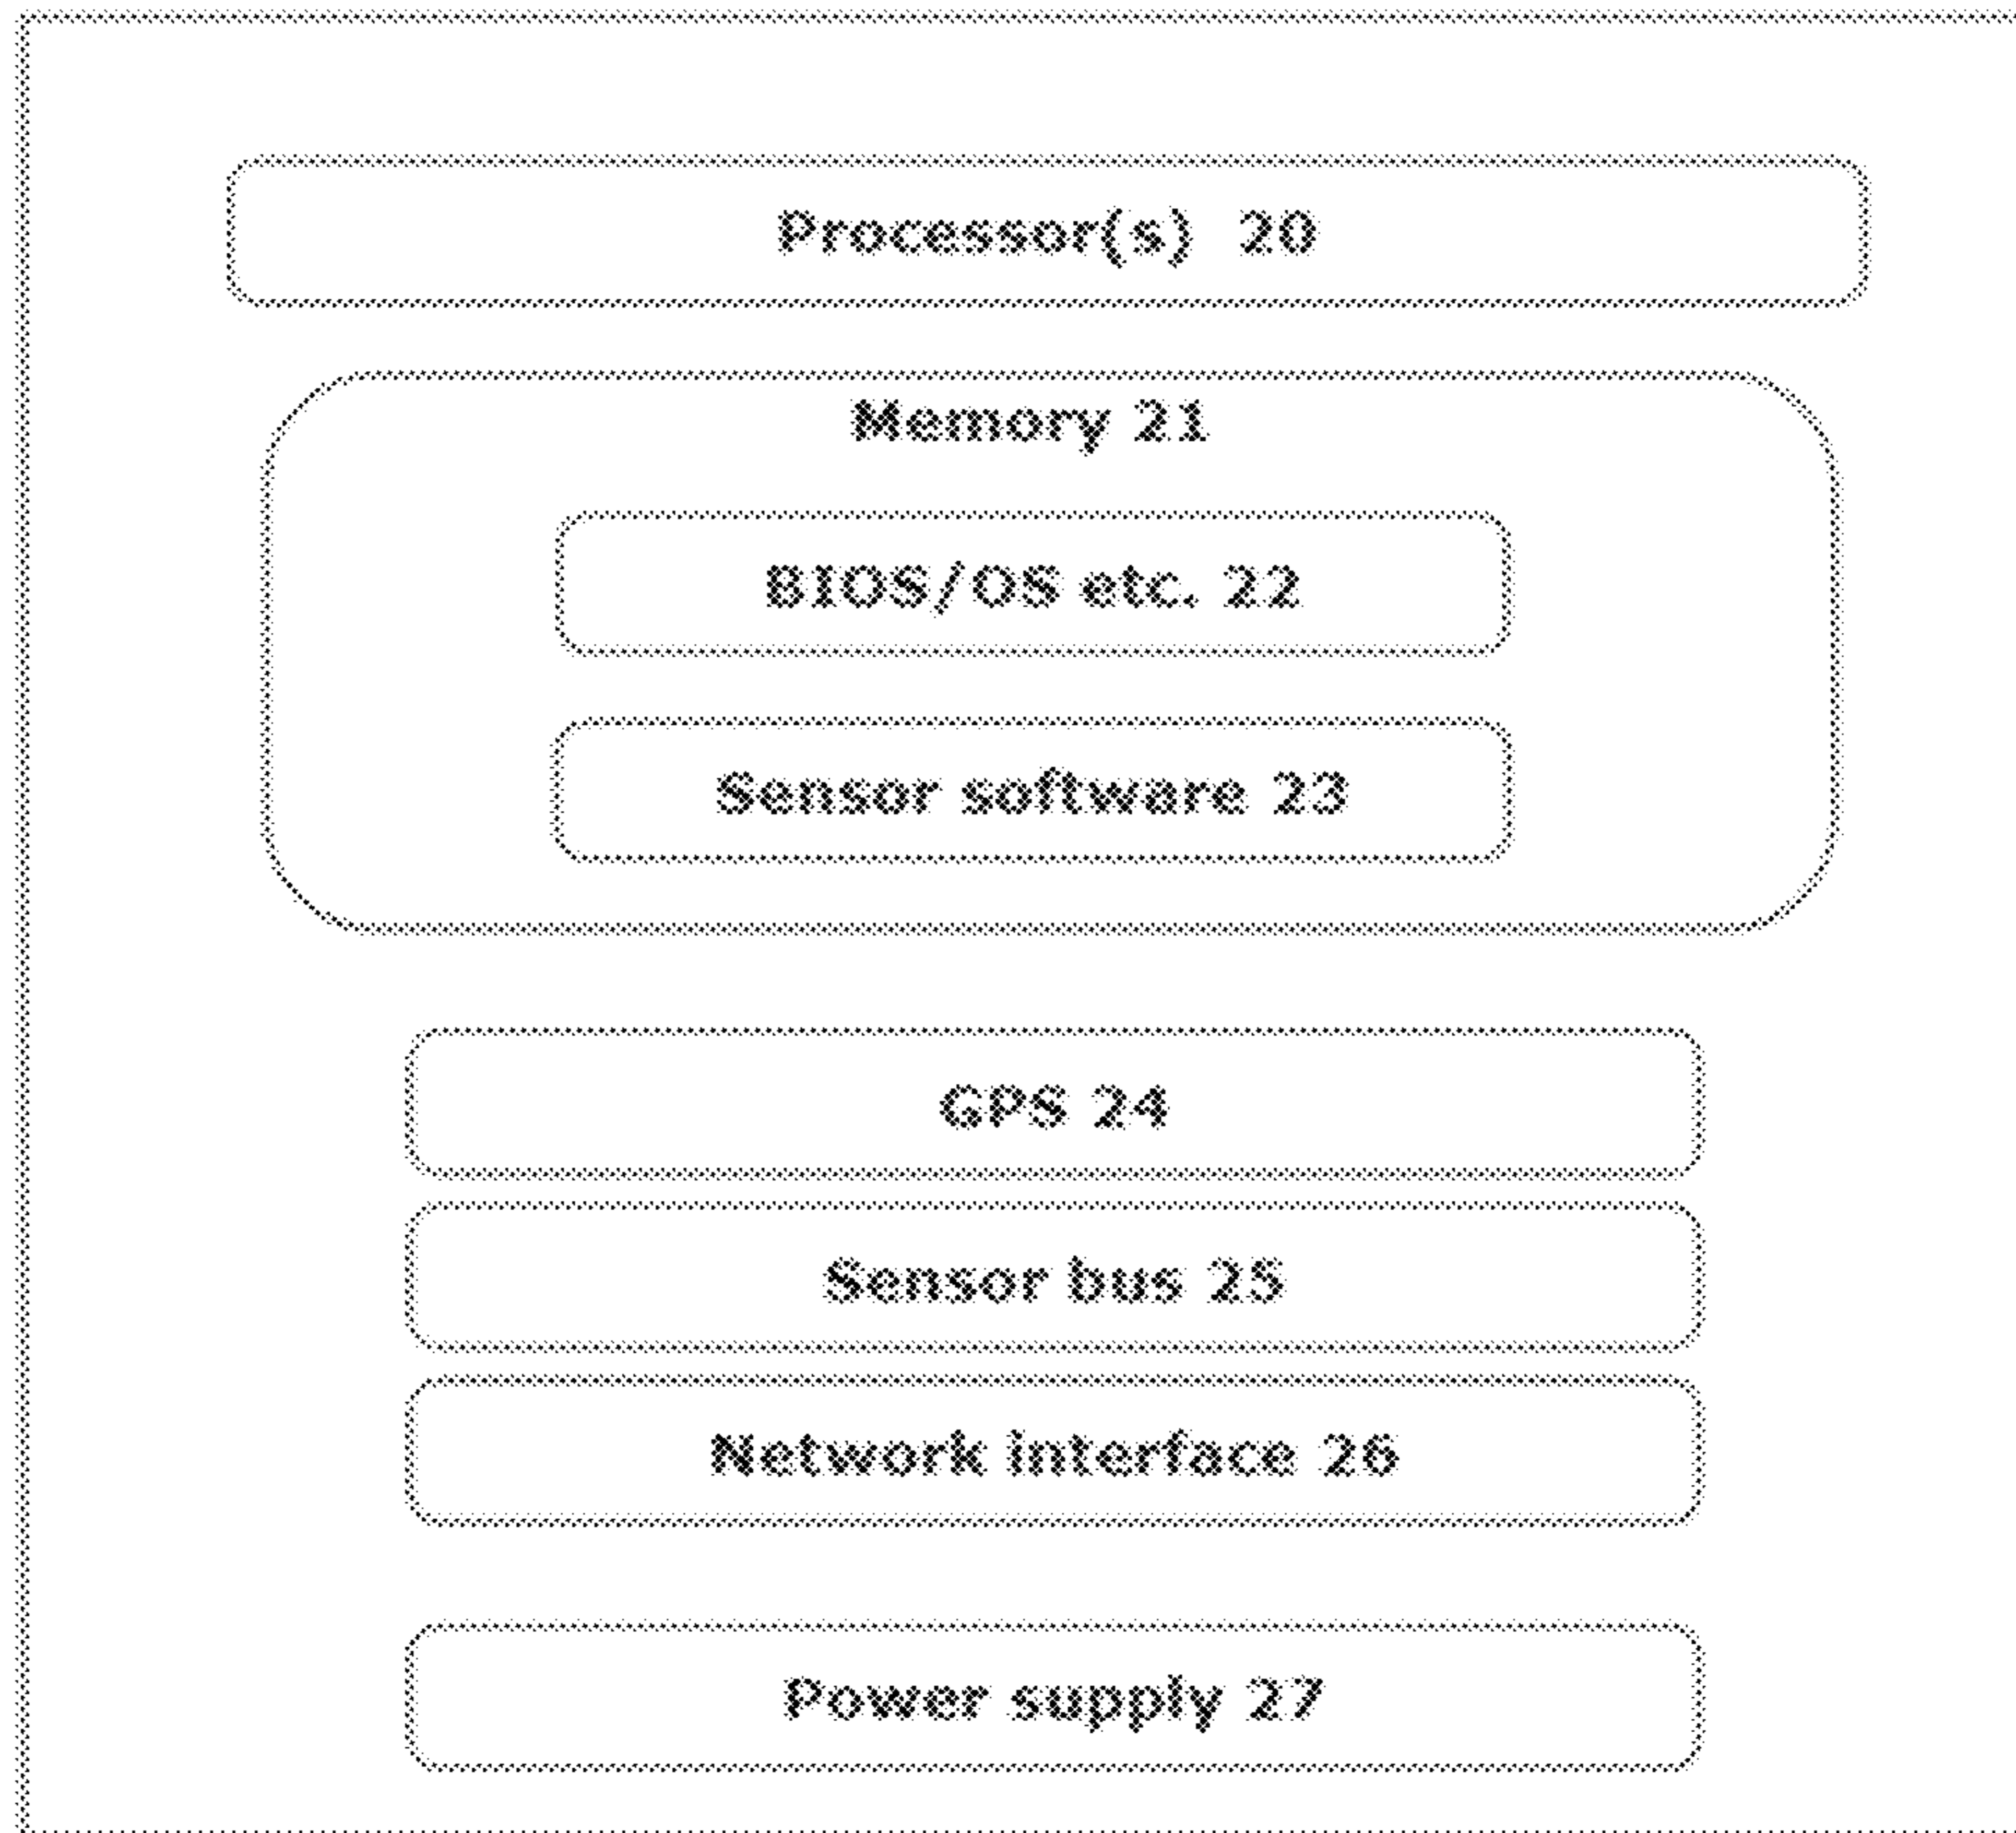 Processor(s) 20
Memory 21
BIOS/OS etc. 22
Sensor software 23
GPS 24
Sensor bus 25
Network interface 26
Power supply 27